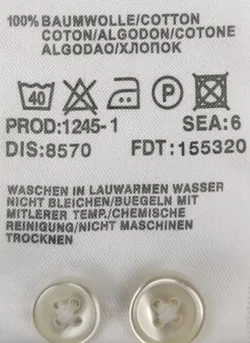 100% BAUMWOLLE/COTTON
COTON/ALGODON/COTONE
ALGODAO/ХЛОПОК
40 P
PROD:1245-1 SEA:6
DIS:8570 FDT:155320
WASCHEN IN LAUWARMEN WASSER
NICHT BLEICHEN/BUEGELN MIT
MITLERER TEMP./CHEMISCHE
REINIGUNG/NICHT MASCHINEN
TROCKNEN